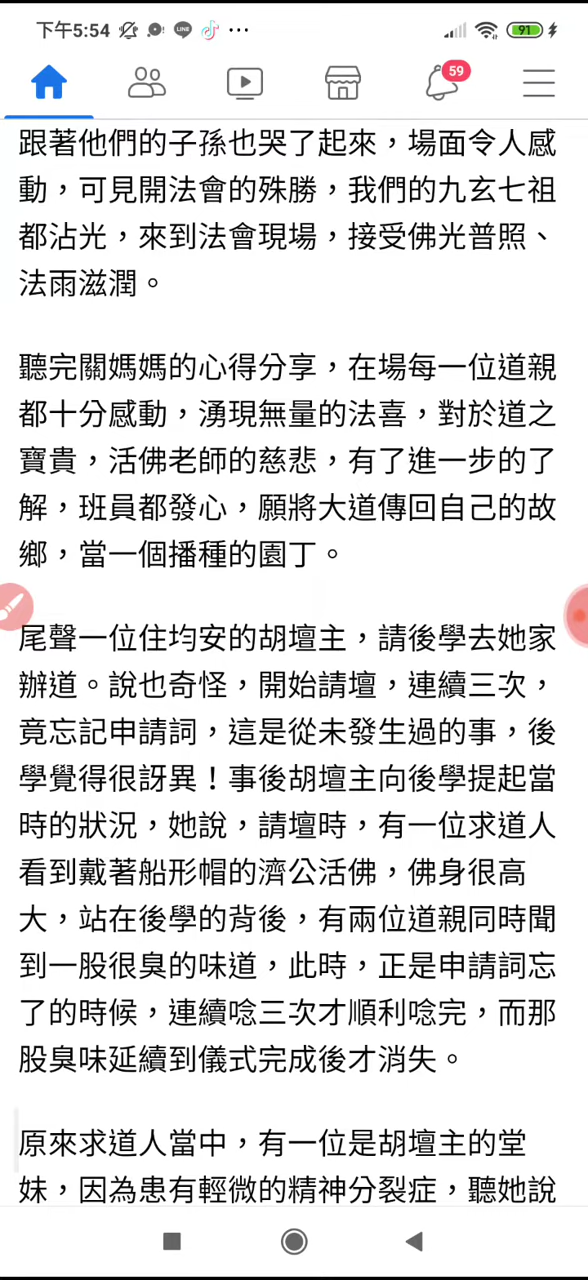 下午5:54
LINE
91
59
跟著他們的子孫也哭了起來，場面令人感
動，可見開法會的殊勝，我們的九玄七祖
都沾光，來到法會現場，接受佛光普照、
法雨滋潤。
聽完關媽媽的心得分享，在場每一位道親
都十分感動，湧現無量的法喜，對於道之
寶貴，活佛老師的慈悲，有了進一步的了
解，班員都發心，願將大道傳回自己的故
鄉，當一個播種的園丁。
尾聲一位住均安的胡壇主，請後學去她家
辦道。說也奇怪，開始請壇，連續三次，
竟忘記申請詞，這是從未發生過的事，後
學覺得很訝異！事後胡壇主向後學提起當
時的狀況，她說，請壇時，有一位求道人
看到戴著船形帽的濟公活佛，佛身很高
大，站在後學的背後，有兩位道親同時聞
到一股很臭的味道，此時，正是申請詞忘
了的時候，連續唸三次才順利唸完，而那
股臭味延續到儀式完成後才消失。
原來求道人當中，有一位是胡壇主的堂
妹，因為患有輕微的精神分裂症，聽她說